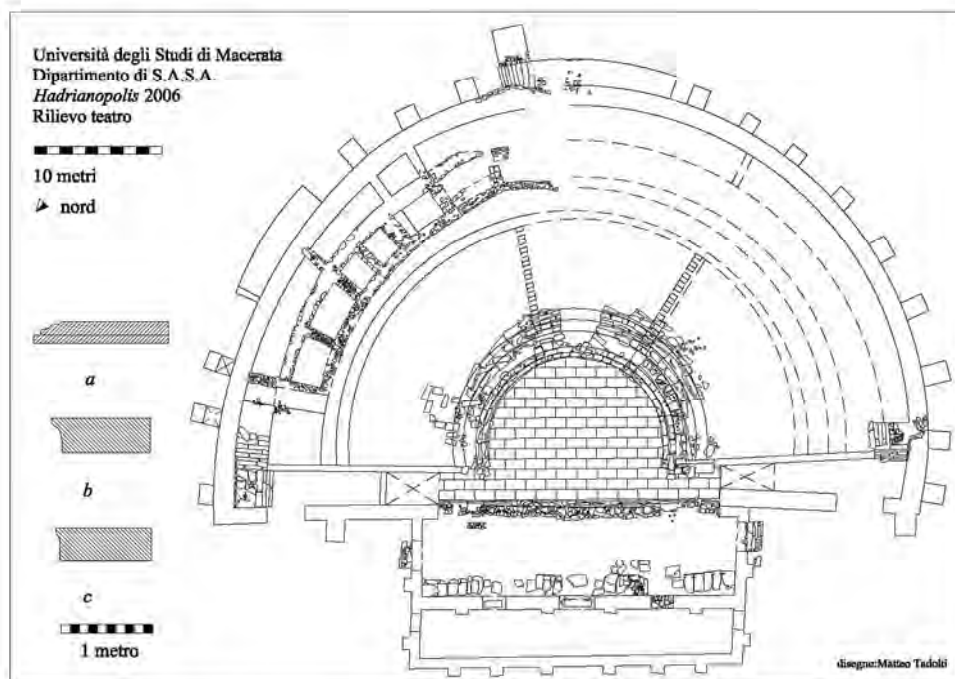 Università degli Studi di Macerata
Dipartimento di S.A.S.A.
Hadrianopolis 2006
Rilievo teatro
10 metri
nord
a
b
c
1 metro
disegno:Matteo Tadolti